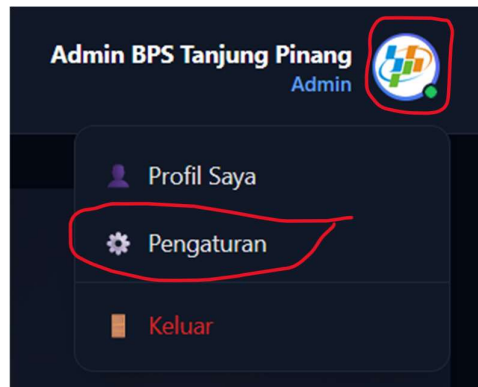 Admin BPS Tanjung Pinang
Admin
Profil Saya
Pengaturan
Keluar